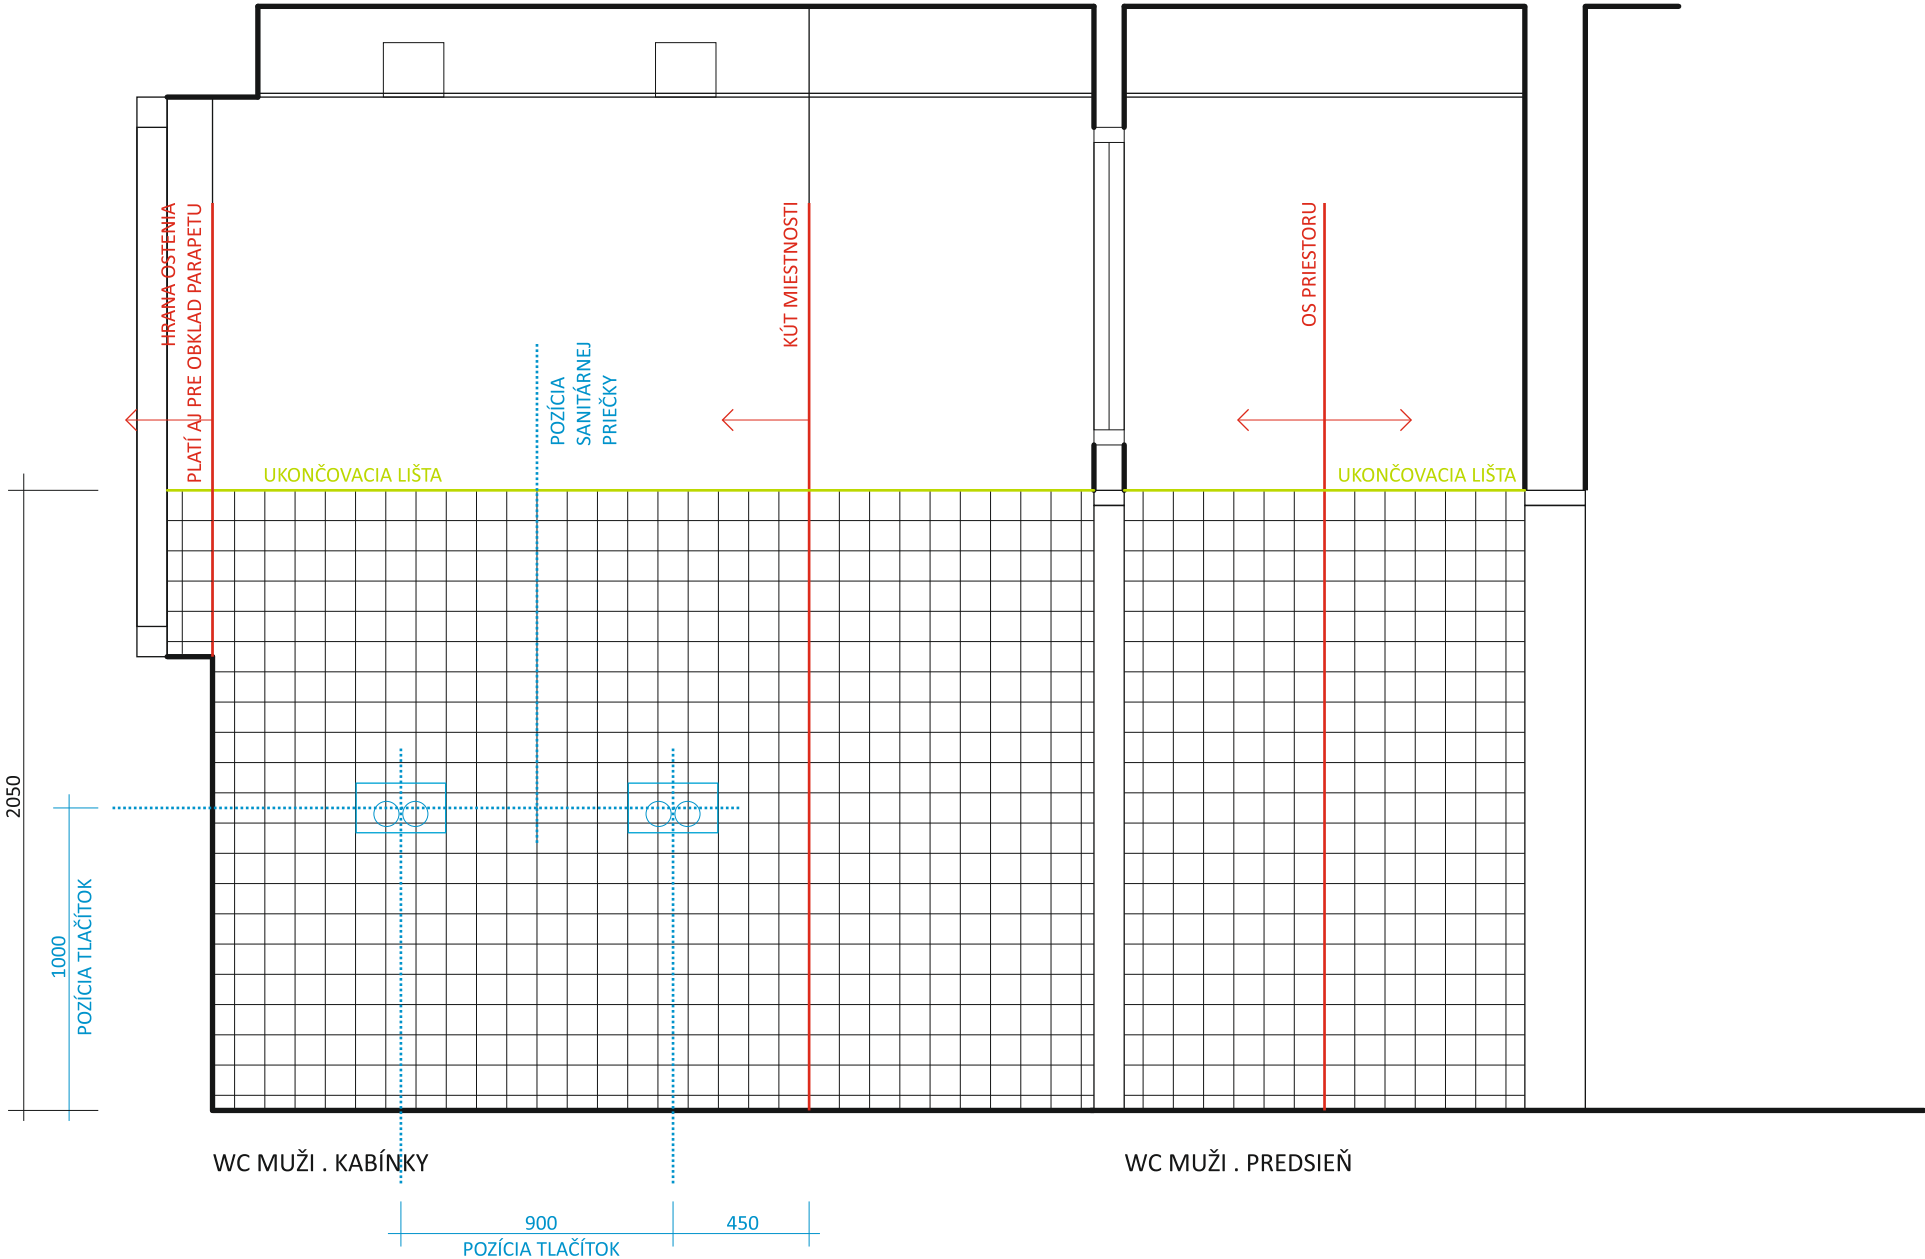 HRANA OSTENIA
PLATÍ AJ PRE OBKLAD PARAPETU
KÚT MIESTNOSTI
OS PRIESTORU
POZÍCIA
SANITÁRNEJ
PRIEČKY
UKONČOVACIA LIŠTA
UKONČOVACIA LIŠTA
2050
1000
POZÍCIA TLAČÍTOK
WC MUŽI . KABÍNKY
WC MUŽI . PREDSIEŇ
900
450
POZÍCIA TLAČÍTOK